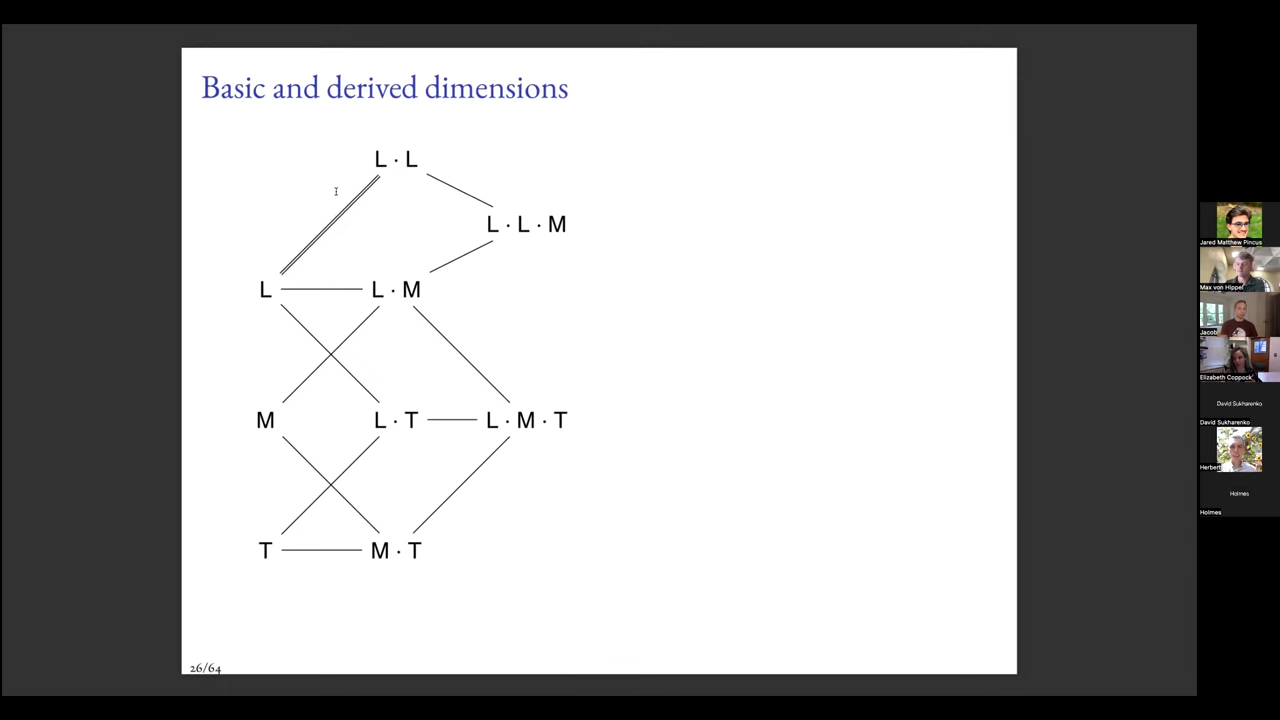 Basic and derived dimensions
L · L
L · L · M
L
L · M
M
L · T
L · M · T
T
M · T
26/64
Jared Matthew Pincus
Max von Hippel
Jacob
Elizabeth Coppock
David Sukharenko
David Sukharenko
Herbert
Holmes
Holmes